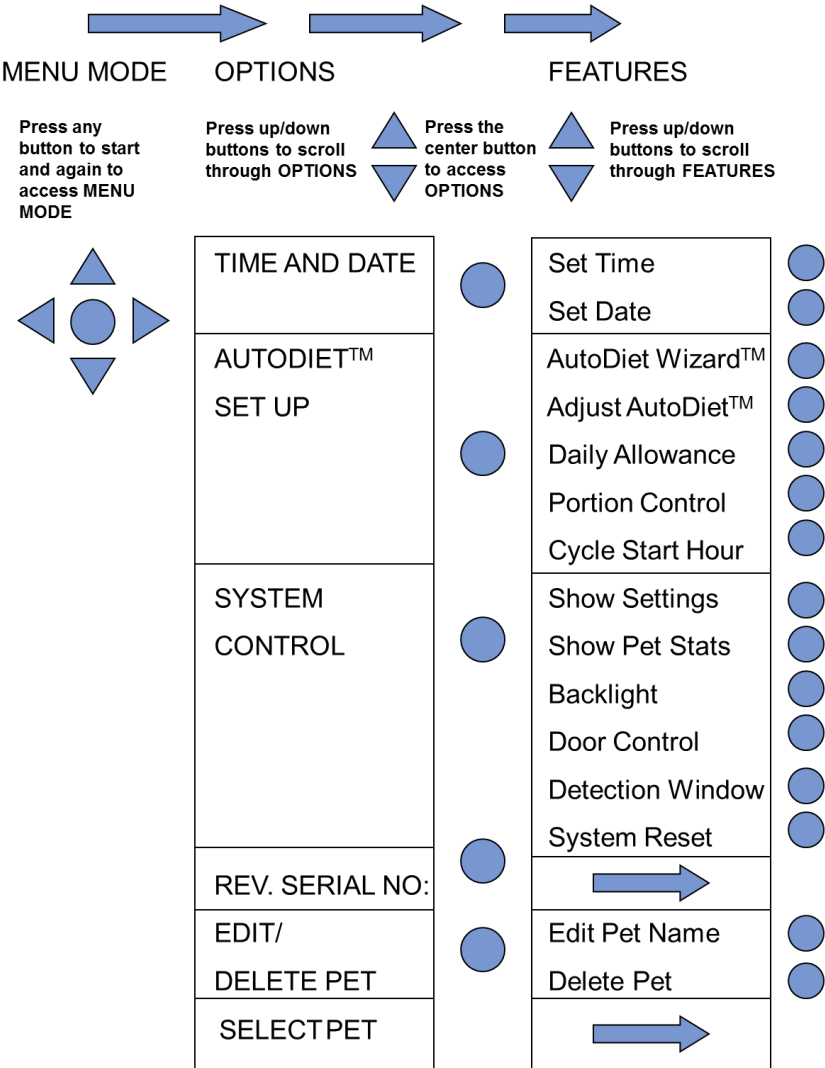 MENU MODE
OPTIONS
FEATURES
Press any
button to start
and again to
access MENU
MODE
Press up/down
buttons to scroll
through OPTIONS
Press the
center button
to access
OPTIONS
Press up/down
buttons to scroll
through FEATURES
TIME AND DATE
Set Time
Set Date
AUTODIET™
SET UP
AutoDiet Wizard™
Adjust AutoDiet™
Daily Allowance
Portion Control
Cycle Start Hour
SYSTEM
CONTROL
Show Settings
Show Pet Stats
Backlight
Door Control
Detection Window
System Reset
REV. SERIAL NO:
EDIT/
DELETE PET
Edit Pet Name
Delete Pet
SELECT PET